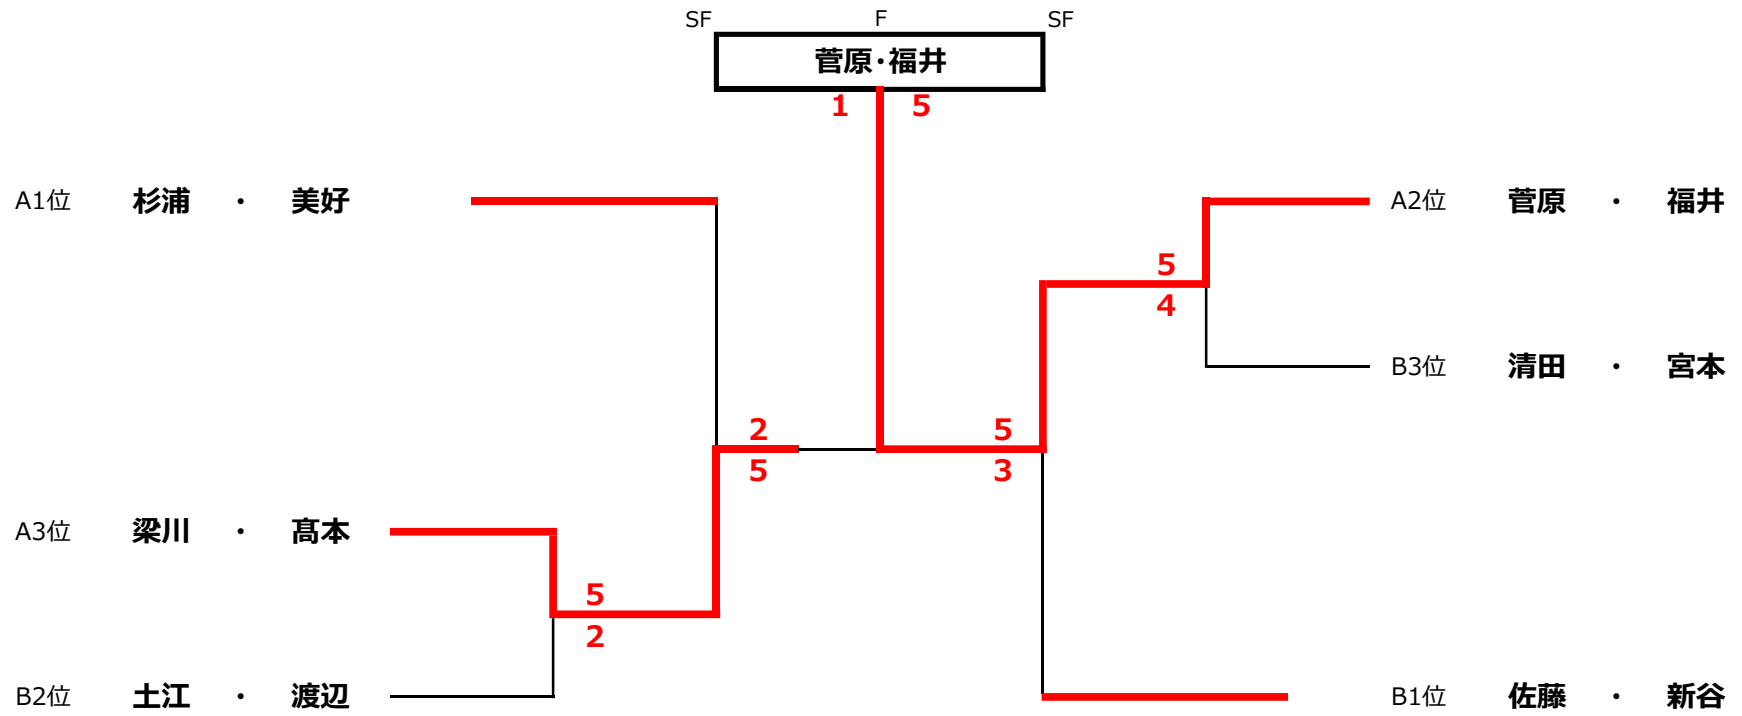 SF F SF
菅原・福井
1 5
A1位 杉浦 ・ 美好
A2位 菅原 ・ 福井
5
4
B3位 清田 ・ 宮本
2 5
5 3
A3位 梁川 ・髙本
5
2
B2位 土江 ・ 渡辺
B1位 佐藤 ・ 新谷